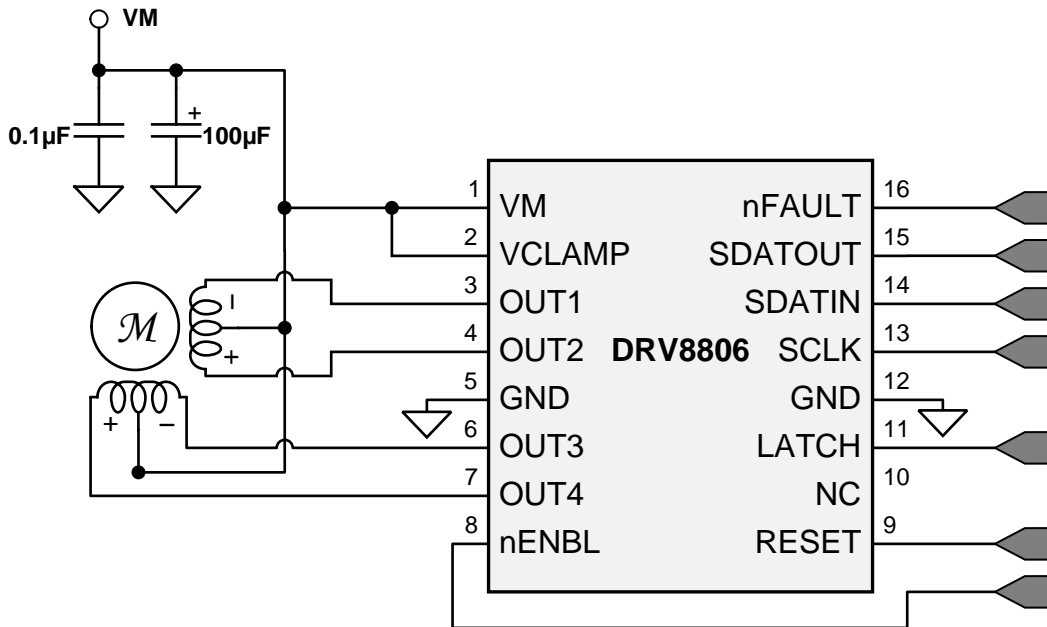 VM
+
0.1µF
100µF
1
VM
nFAULT
16
2
VCLAMP
SDATOUT
15
3
OUT1
SDATIN
14
4
OUT2
DRV8806
SCLK
13
5
GND
GND
12
6
OUT3
LATCH
11
7
OUT4
NC
10
8
nENBL
RESET
9
M
–
+
+
–